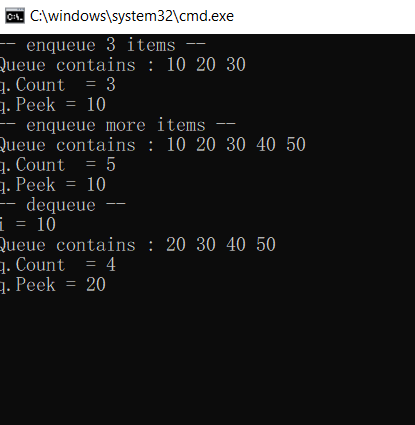 C:\windows\system32\cmd.exe
-- enqueue 3 items --
Queue contains : 10 20 30
q.Count  = 3
q.Peek = 10
-- enqueue more items --
Queue contains : 10 20 30 40 50
q.Count  = 5
q.Peek = 10
-- dequeue --
i = 10
Queue contains : 20 30 40 50
q.Count  = 4
q.Peek = 20